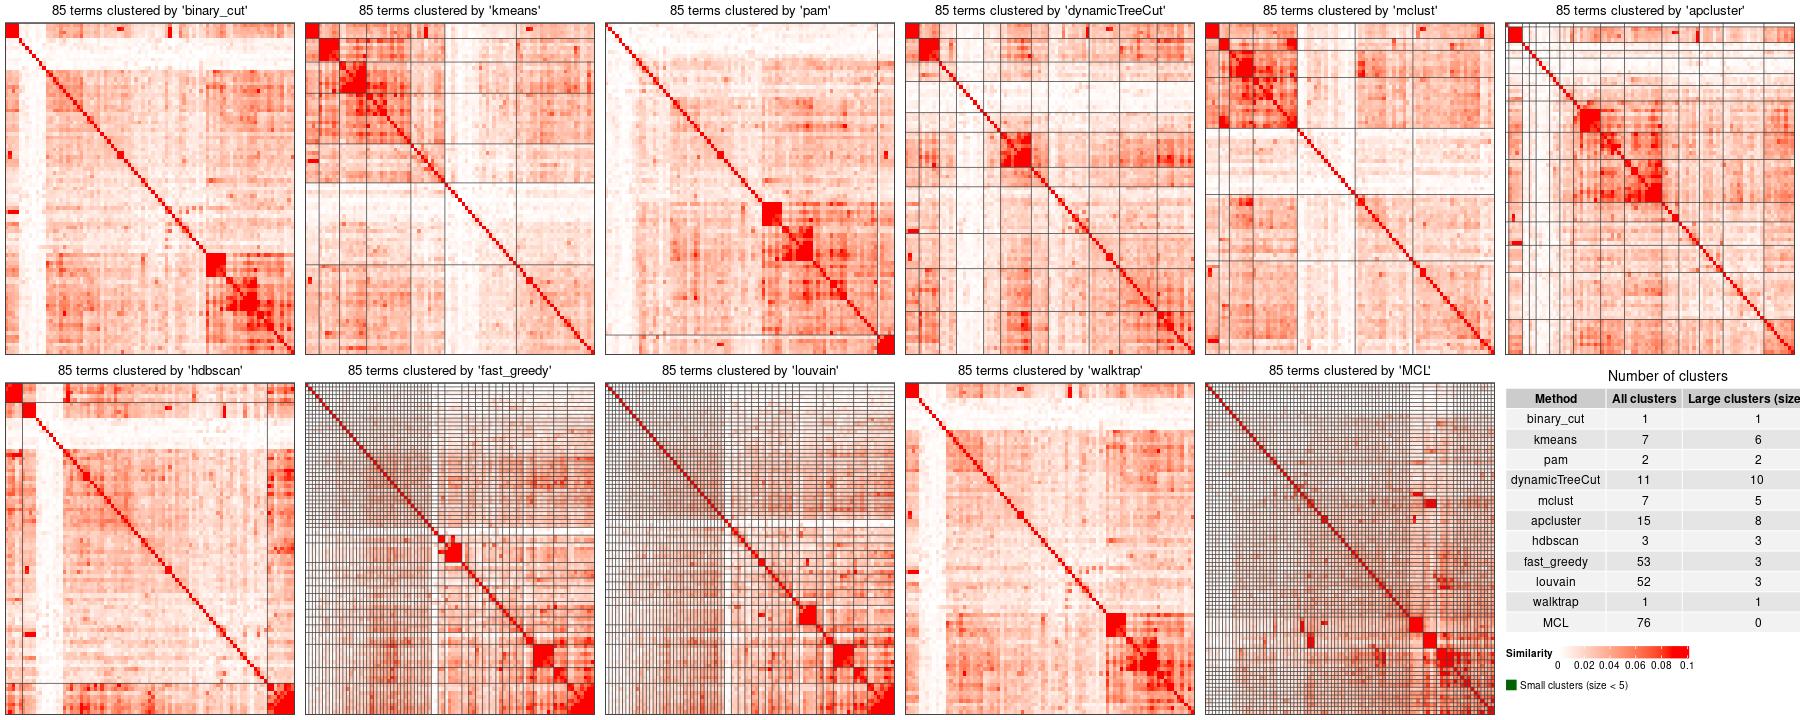 85 terms clustered by 'binary_cut'
85 terms clustered by 'kmeans'
85 terms clustered by 'pam'
85 terms clustered by 'dynamicTreeCut'
85 terms clustered by 'mclust'
85 terms clustered by 'apcluster'
85 terms clustered by 'hdbscan'
85 terms clustered by 'fast_greedy'
85 terms clustered by 'louvain'
85 terms clustered by 'walktrap'
85 terms clustered by 'MCL'
Number of clusters
Method All clusters Large clusters (size
binary_cut 1 1
kmeans 7 6
pam 2 2
dynamicTreeCut 11 10
mclust 7 5
apcluster 15 8
hdbscan 3 3
fast_greedy 53 3
louvain 52 3
walktrap 1 1
MCL 76 0
Similarity
0 0.02 0.04 0.06 0.08 0.1
Small clusters (size < 5)